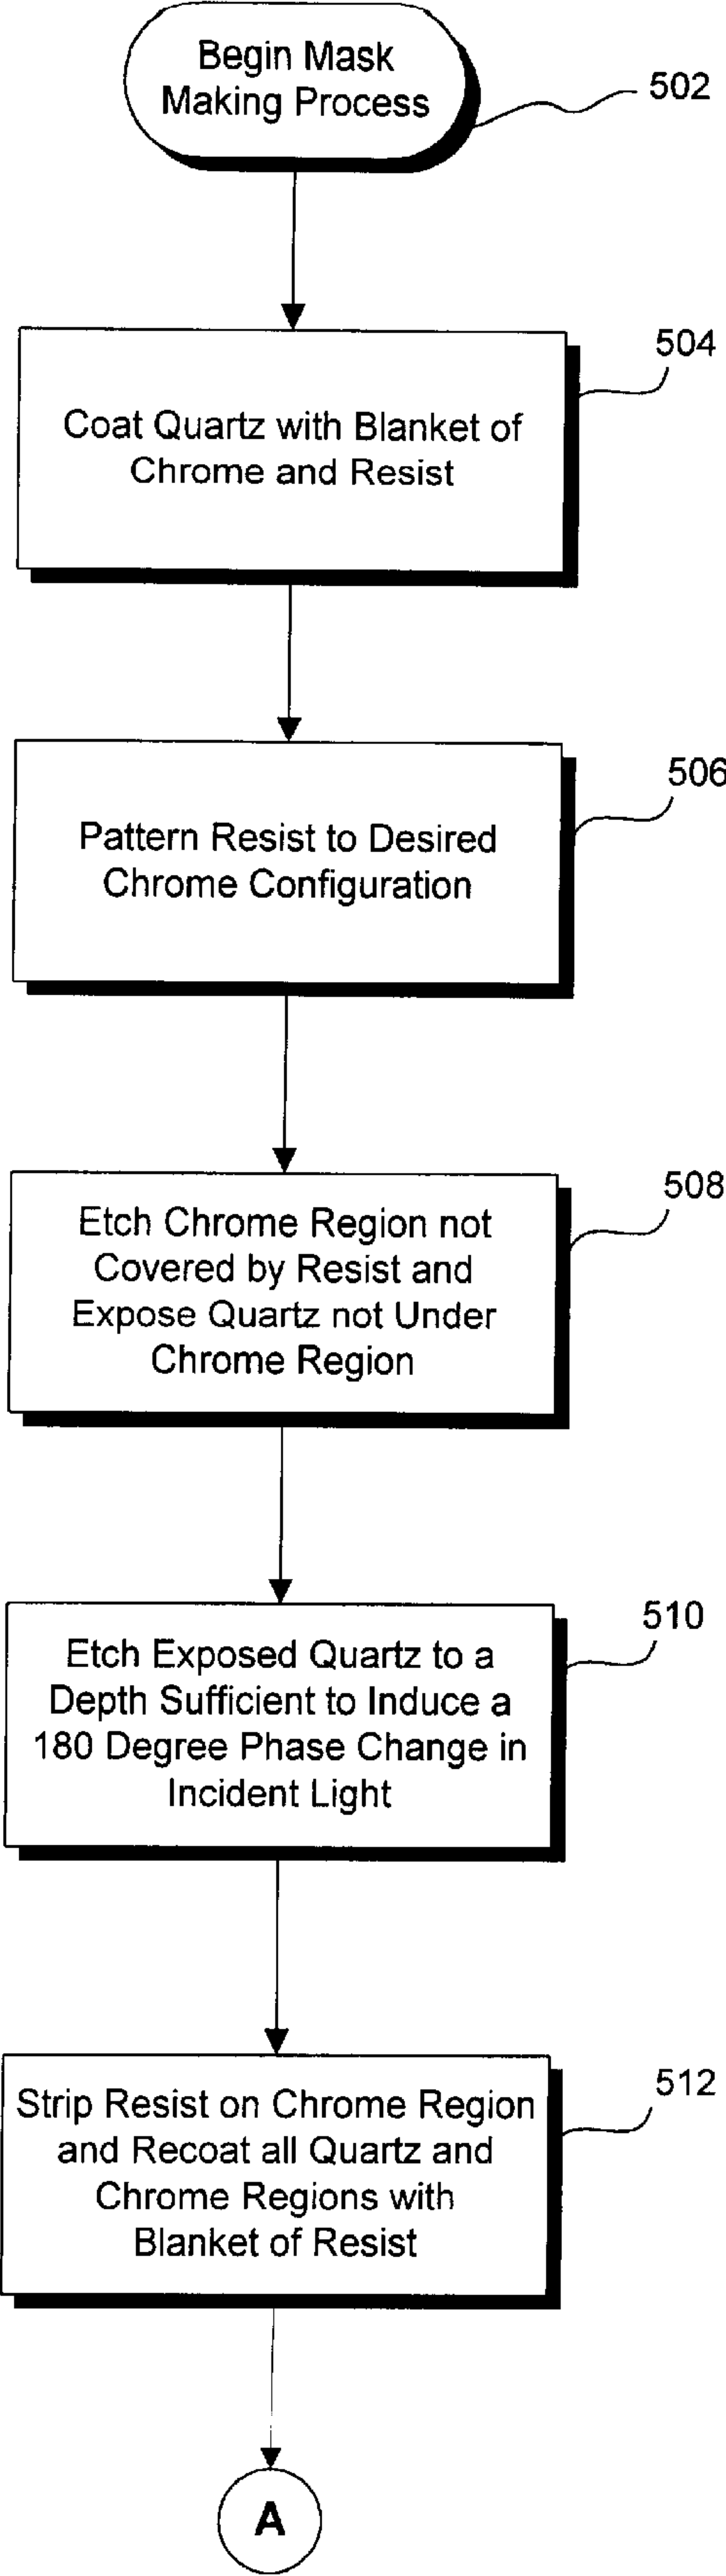 Begin Mask
Making Process
502
504
Coat Quartz with Blanket of
Chrome and Resist
506
Pattern Resist to Desired
Chrome Configuration
508
Etch Chrome Region not
Covered by Resist and
Expose Quartz not Under
Chrome Region
510
Etch Exposed Quartz to a
Depth Sufficient to Induce a
180 Degree Phase Change in
Incident Light
512
Strip Resist on Chrome Region
and Recoat all Quartz and
Chrome Regions with
Blanket of Resist
A